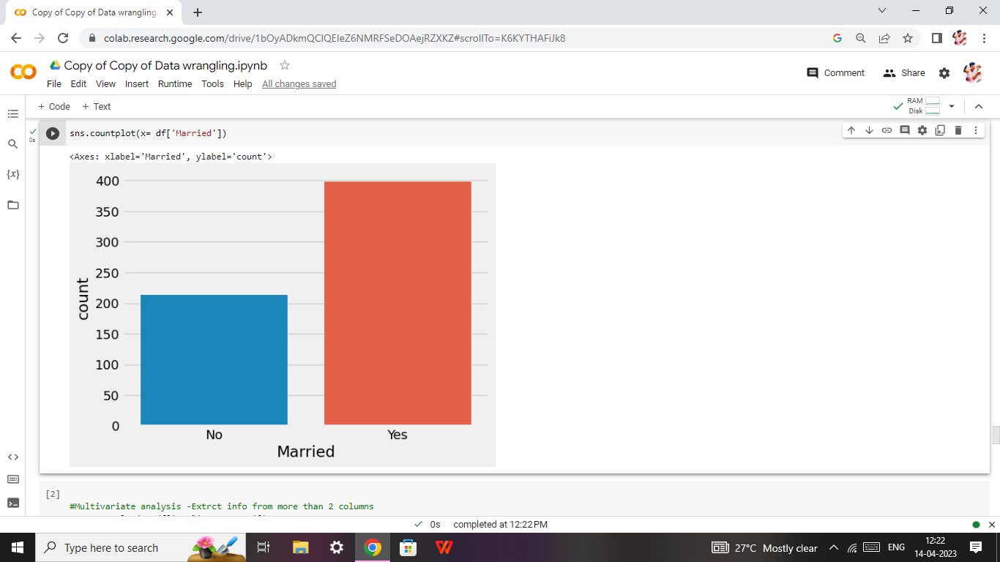 Copy of Copy of Data wrangling.
colab.research.google.com/drive/1bOyADkmQClQEIeZ6NMRFSeDOAejRZXKZ#scrollTo=K6KYTHAFiJk8
Copy of Copy of Data wrangling.ipynb
Comment
Share
File Edit View Insert Runtime Tools Help All changes saved
+ Code + Text
RAM
Disk
0s
sns.countplot(x= df['Married'])
<Axes: xlabel='Married', ylabel='count'>
400
350
300
250
200
150
100
50
0
count
No Yes
Married
{x}
[2]
#Multivariate analysis -Extrct info from more than 2 columns
0s completed at 12:22 PM
Type here to search
27°C Mostly clear
ENG
12:22
14-04-2023